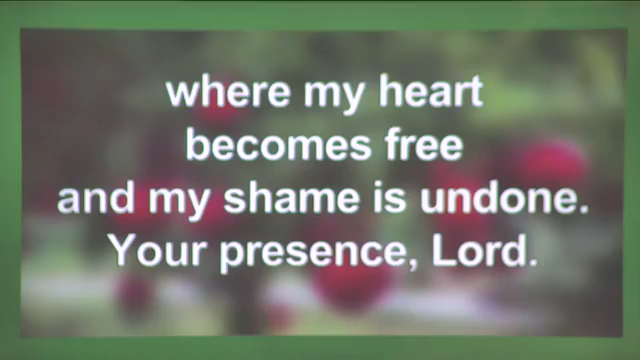 where my heart
becomes free
and my shame is undone.
Your presence, Lord.